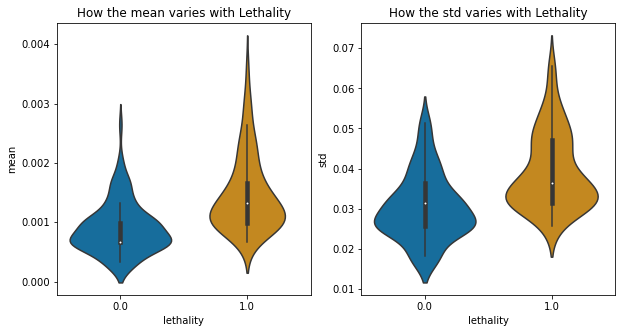 How the mean varies with Lethality
mean
0.004
0.003
0.002
0.001
0.000
0.0
1.0
lethality
How the std varies with Lethality
std
0.07
0.06
0.05
0.04
0.03
0.02
0.01
0.0
1.0
lethality